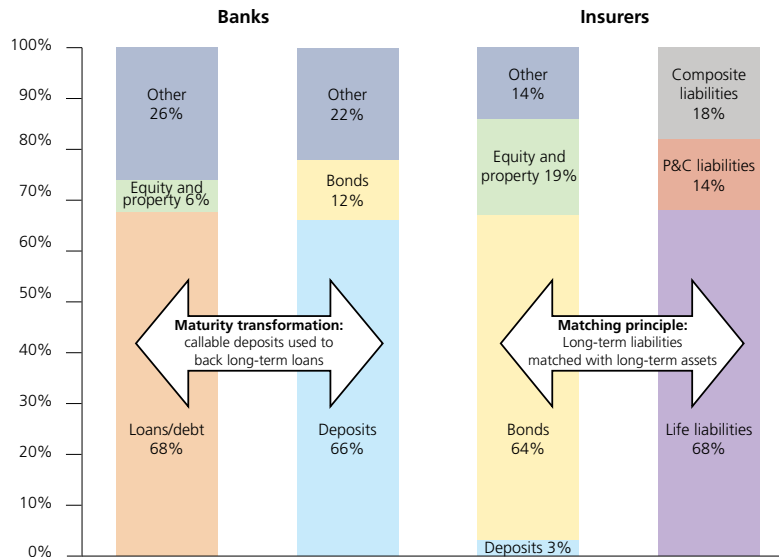 Banks
Insurers
100%
90%
80%
70%
60%
50%
40%
30%
20%
10%
0%
Other
26%
Equity and
property 6%
Loans/debt
68%
Other
22%
Bonds
12%
Deposits
66%
Maturity transformation:
callable deposits used to
back long-term loans
Other
14%
Equity and
property 19%
Bonds
64%
Deposits 3%
Composite
liabilities
18%
P&C liabilities
14%
Life liabilities
68%
Matching principle:
Long-term liabilities
matched with long-term assets